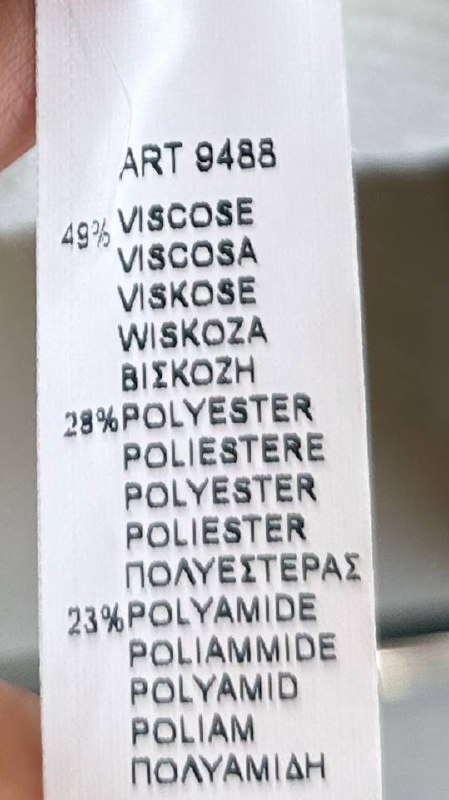 ART 9488
49% VISCOSE
VISCOSA
VISKOSE
WISKOZA
ΒΙΣΚΟΖΗ
28% POLYESTER
POLIESTERE
POLYESTER
POLIESTER
ΠΟΛΥΕΣΤΕΡΑΣ
23% POLYAMIDE
POLIAMMIDE
POLYAMID
POLIAM
ΠΟΛΥΑΜΙΔΗ